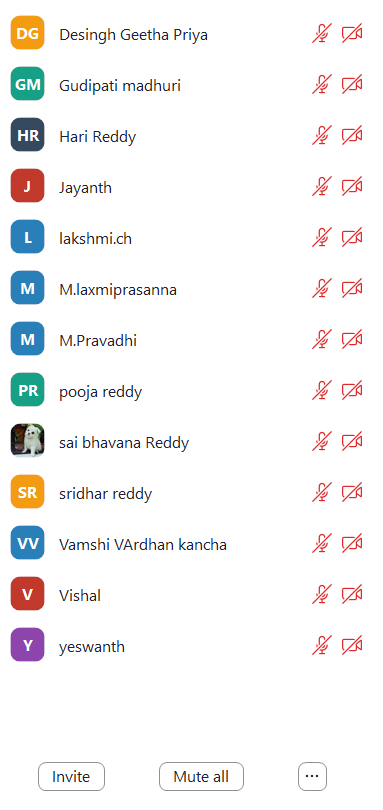 DG Desingh Geetha Priya
GM Gudipati madhuri
HR Hari Reddy
J Jayanth
L lakshmi.ch
M M.laxmiprasanna
M M.Pravadhi
PR pooja reddy
sai bhavana Reddy
SR sridhar reddy
VV Vamshi VArdhan kancha
V Vishal
Y yeswanth
Invite Mute all ...